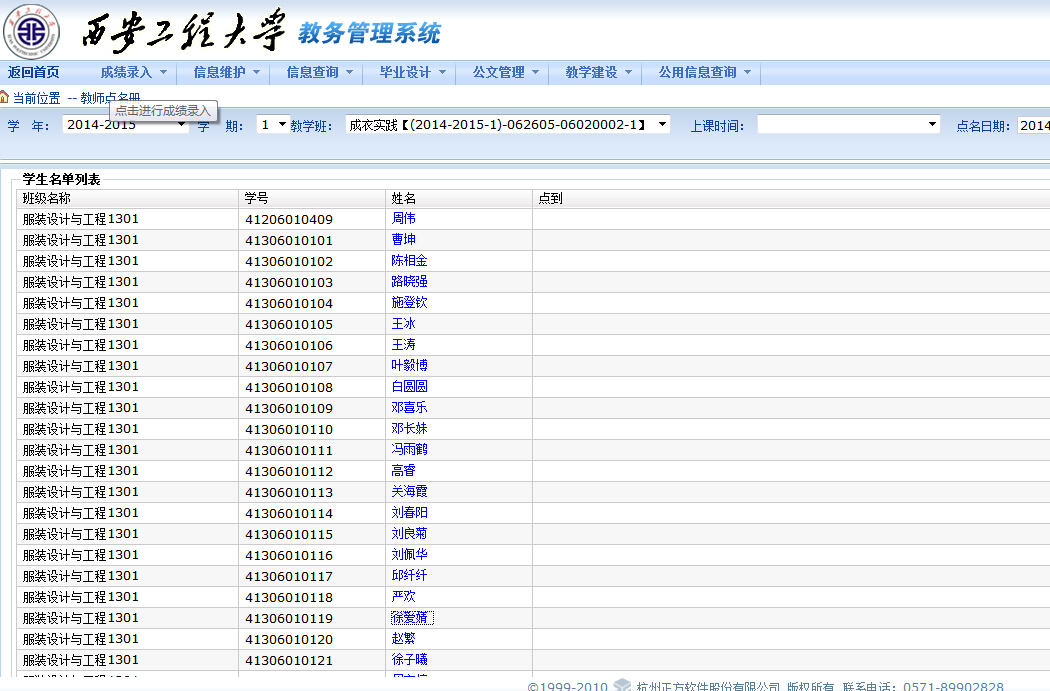 西安工程大学 教务管理系统
返回首页 成绩录入 信息维护 信息查询 毕业设计 公文管理 教学建设 公用信息查询
当前位置 -- 教师点名册
点击进行成绩录入
学 年: 2014-2015 学 期: 1 教学班: 成衣实践【(2014-2015-1)-062605-06020002-1】 上课时间: 点名日期: 2014
学生名单列表
班级名称 学号 姓名 点到
服装设计与工程1301 41206010409 周伟
服装设计与工程1301 41306010101 曹坤
服装设计与工程1301 41306010102 陈相金
服装设计与工程1301 41306010103 路晓强
服装设计与工程1301 41306010104 施登钦
服装设计与工程1301 41306010105 王冰
服装设计与工程1301 41306010106 王涛
服装设计与工程1301 41306010107 叶毅博
服装设计与工程1301 41306010108 白圆圆
服装设计与工程1301 41306010109 邓喜乐
服装设计与工程1301 41306010110 邓长妹
服装设计与工程1301 41306010111 冯雨鹤
服装设计与工程1301 41306010112 高睿
服装设计与工程1301 41306010113 关海霞
服装设计与工程1301 41306010114 刘春阳
服装设计与工程1301 41306010115 刘良菊
服装设计与工程1301 41306010116 刘佩华
服装设计与工程1301 41306010117 邱纤纤
服装设计与工程1301 41306010118 严欢
服装设计与工程1301 41306010119 徐爱婧
服装设计与工程1301 41306010120 赵繁
服装设计与工程1301 41306010121 徐子曦
©1999-2010 杭州正方软件股份有限公司 版权所有 联系电话: 0571-89902828